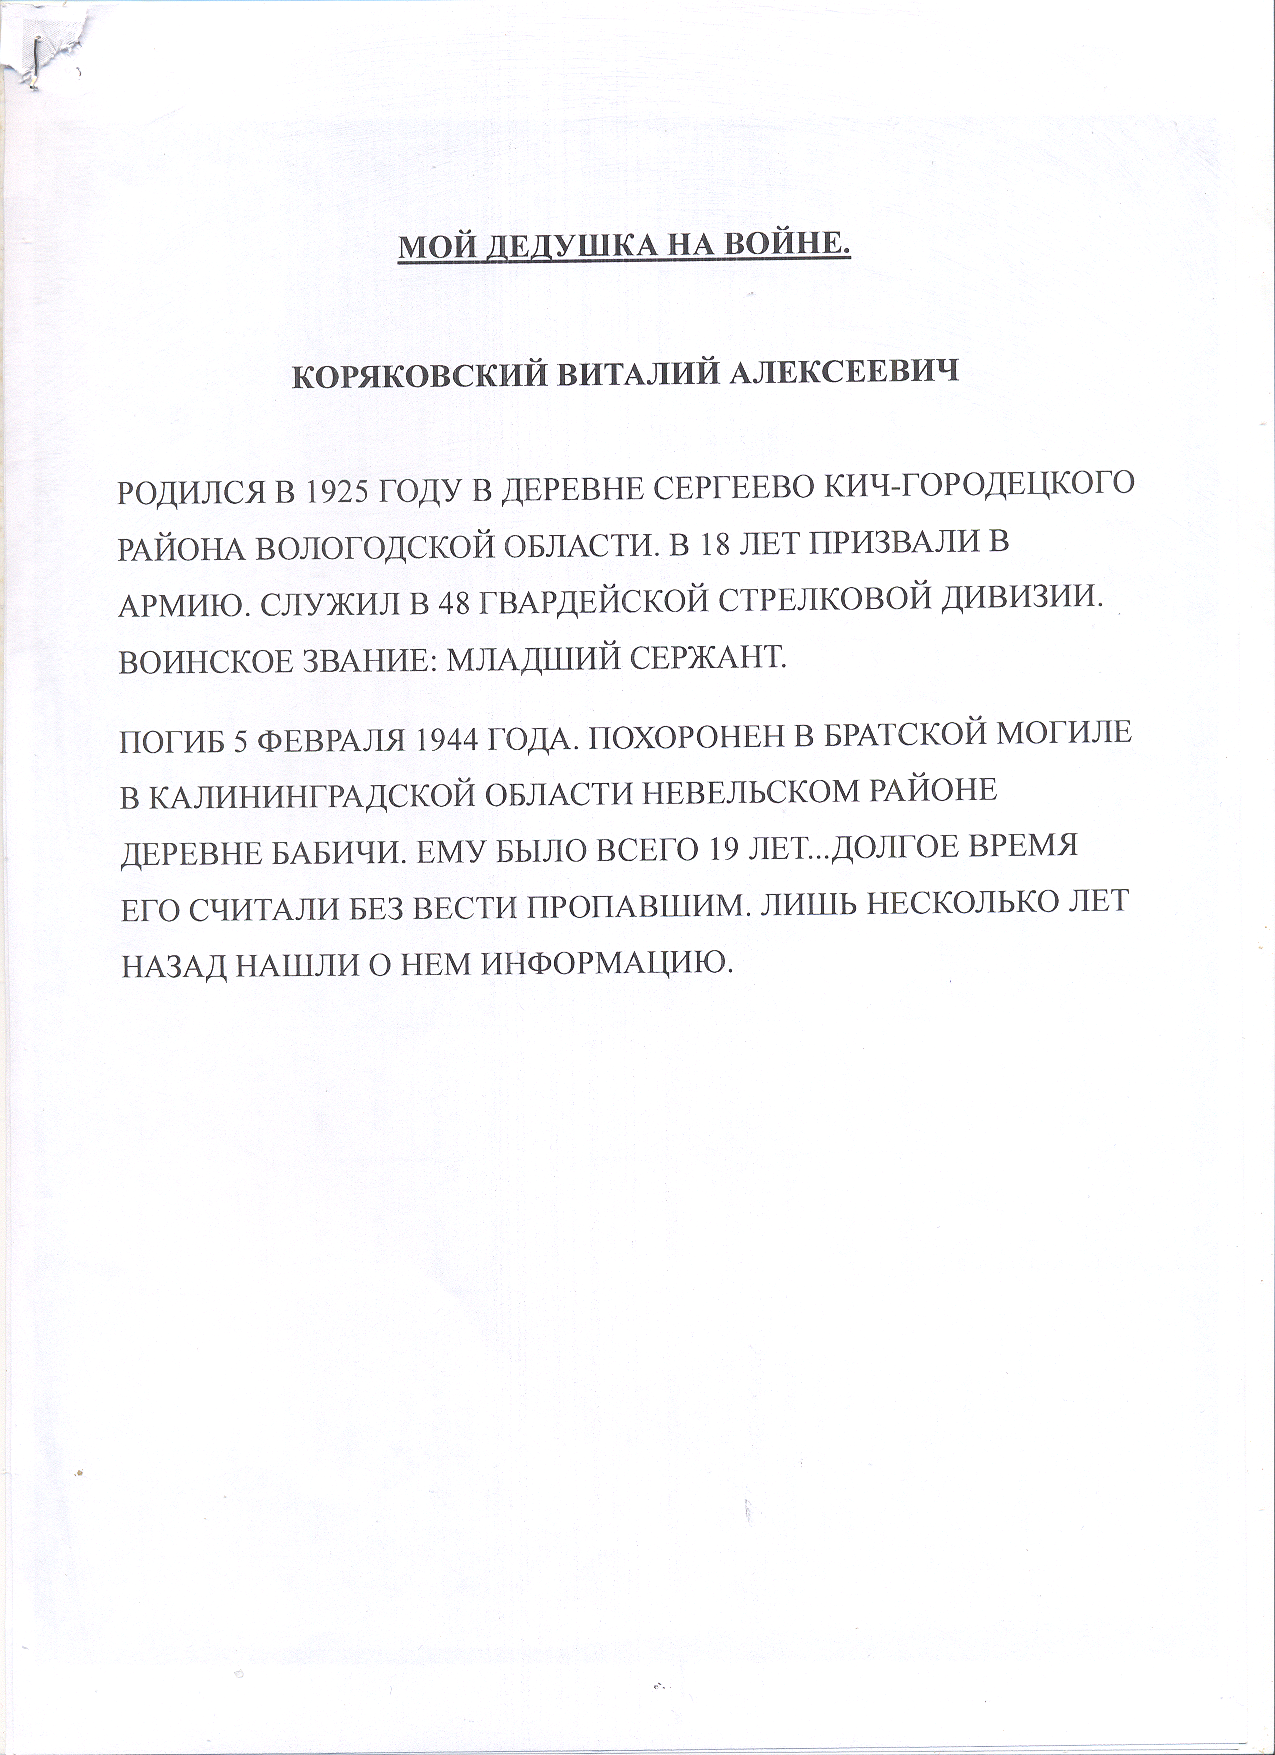 МОЙ ДЕДУШКА НА ВОЙНЕ.
КОРЯКОВСКИЙ ВИТАЛИЙ АЛЕКСЕЕВИЧ
РОДИЛСЯ В 1925 ГОДУ В ДЕРЕВНЕ СЕРГЕЕВО КИЧ-ГОРОДЕЦКОГО
РАЙОНА ВОЛОГОДСКОЙ ОБЛАСТИ. В 18 ЛЕТ ПРИЗВАЛИ В
АРМИЮ. СЛУЖИЛ В 48 ГВАРДЕЙСКОЙ СТРЕЛКОВОЙ ДИВИЗИИ.
ВОИНСКОЕ ЗВАНИЕ: МЛАДШИЙ СЕРЖАНТ.
ПОГИБ 5 ФЕВРАЛЯ 1944 ГОДА. ПОХОРОНЕН В БРАТСКОЙ МОГИЛЕ
В КАЛИНИНГРАДСКОЙ ОБЛАСТИ НЕВЕЛЬСКОМ РАЙОНЕ
ДЕРЕВНЕ БАБИЧИ. ЕМУ БЫЛО ВСЕГО 19 ЛЕТ...ДОЛГОЕ ВРЕМЯ
ЕГО СЧИТАЛИ БЕЗ ВЕСТИ ПРОПАВШИМ. ЛИШЬ НЕСКОЛЬКО ЛЕТ
НАЗАД НАШЛИ О НЕМ ИНФОРМАЦИЮ.